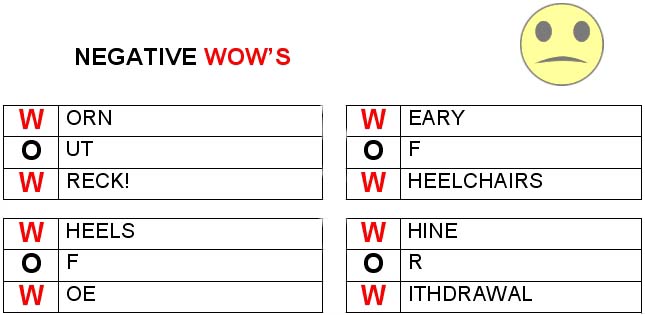 NEGATIVE WOW'S
W ORN
O UT
W RECK!
W EARY
O F
W HEELCHAIRS
W HEELS
O F
W OE
W HINE
O R
W ITHDRAWAL